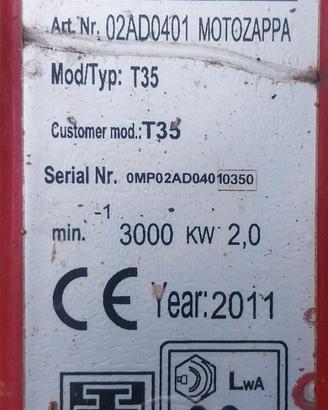 Art. Nr. 02AD0401 MOTOZAPPA
Mod/Typ: T35
Customer mod.: T35
Serial Nr. 0MP02AD04010350
min.-1 3000 KW 2,0
CE Year: 2011
LWA